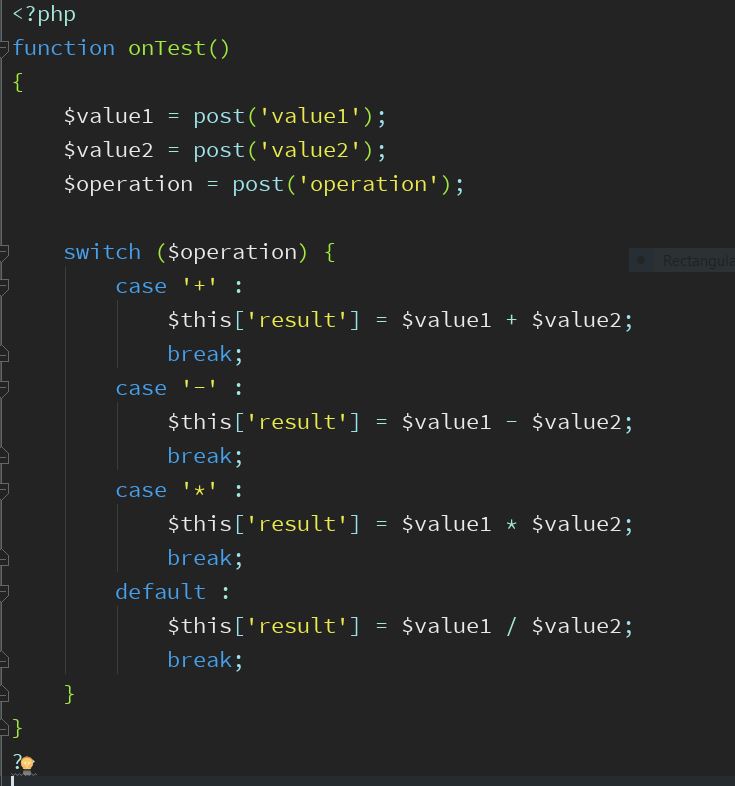 <?php
function onTest()
{
    $value1 = post('value1');
    $value2 = post('value2');
    $operation = post('operation');

    switch ($operation) {
        case '+' :
            $this['result'] = $value1 + $value2;
            break;
        case '-' :
            $this['result'] = $value1 - $value2;
            break;
        case '*' :
            $this['result'] = $value1 * $value2;
            break;
        default :
            $this['result'] = $value1 / $value2;
            break;
    }
}
?